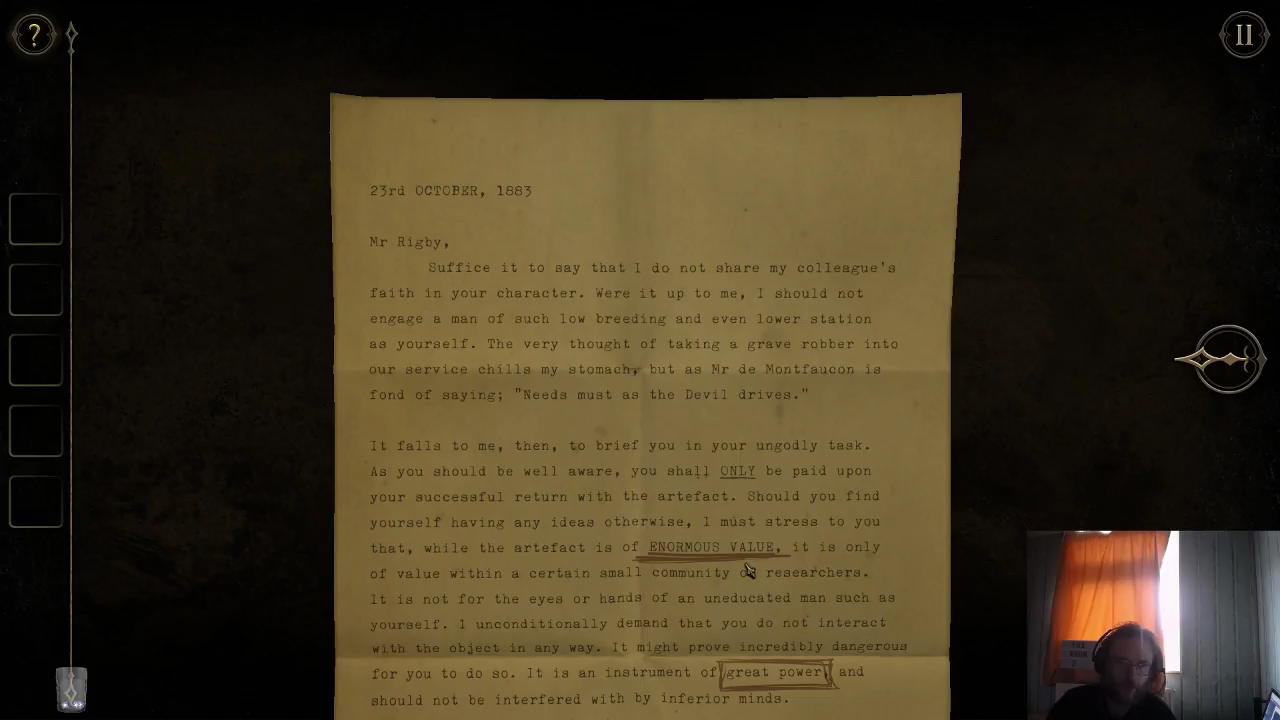 ?
23rd OCTOBER, 1883
Mr Rigby,
Suffice it to say that I do not share my colleague's
faith in your character. Were it up to me, I should not
engage a man of such low breeding and even lower station
as yourself. The very thought of taking a grave robber into
our service chills my stomach, but as Mr de Montfaucon is
fond of saying; "Needs must as the Devil drives."
It falls to me, then, to brief you in your ungodly task.
As you should be well aware, you shall ONLY be paid upon
your successful return with the artefact. Should you find
yourself having any ideas otherwise, I must stress to you
that, while the artefact is of ENORMOUS VALUE, it is only
of value within a certain small community researchers.
It is not for the eyes or hands of an uneducated man such as
yourself. I unconditionally demand that you do not interact
with the object in any way. It might prove incredibly dangerous
for you to do so. It is an instrument of great power, and
should not be interfered with by inferior minds.